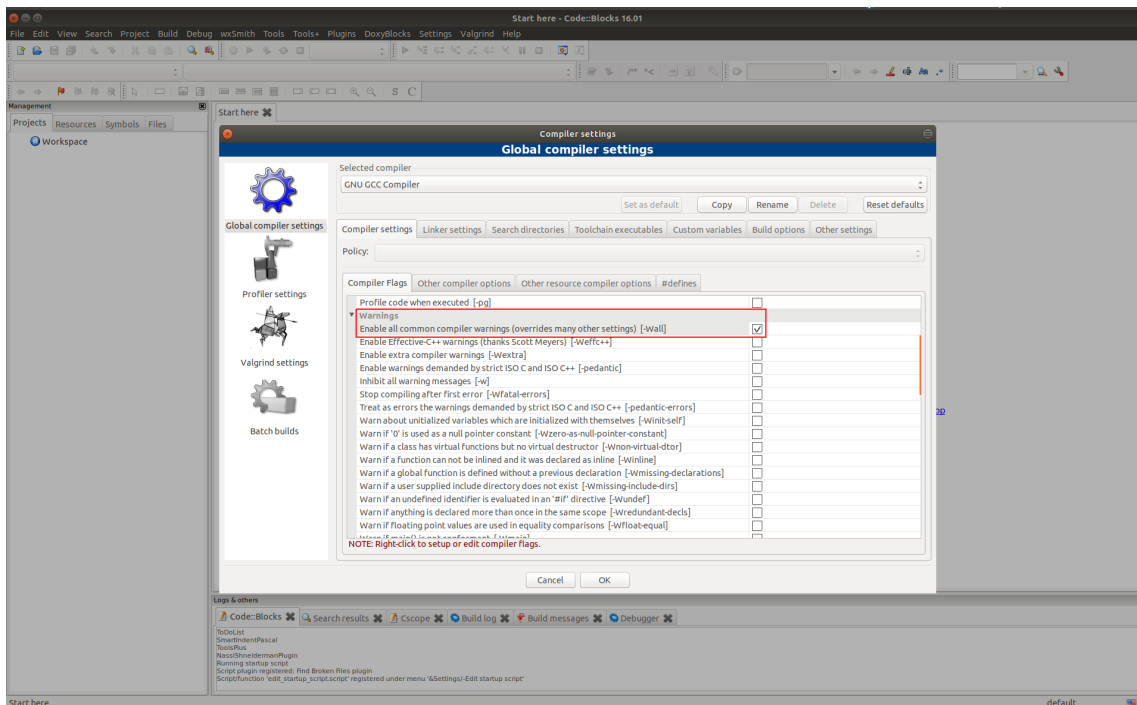 Start here - Code::Blocks 16.01
File Edit View Search Project Build Debug wxSmith Tools Tools+ Plugins DoxyBlocks Settings Valgrind Help
Management
Projects Resources Symbols Files
Workspace
Start here
Compiler settings
Global compiler settings
Global compiler settings
Profiler settings
Valgrind settings
Batch builds
Selected compiler
GNU GCC Compiler
Set as default Copy Rename Delete Reset defaults
Compiler settings Linker settings Search directories Toolchain executables Custom variables Build options Other settings
Policy:
Compiler Flags Other compiler options Other resource compiler options #defines
Profile code when executed [-pg]
Warnings
Enable all common compiler warnings (overrides many other settings) [-Wall]
Enable Effective-C++ warnings (thanks Scott Meyers) [-Weffc++]
Enable extra compiler warnings [-Wextra]
Enable warnings demanded by strict ISO C and ISO C++ [-pedantic]
Inhibit all warning messages [-w]
Stop compiling after first error [-Wfatal-errors]
Treat as errors the warnings demanded by strict ISO C and ISO C++ [-pedantic-errors]
Warn about unitialized variables which are initialized with themselves [-Winit-self]
Warn if '0' is used as a null pointer constant [-Wzero-as-null-pointer-constant]
Warn if a class has virtual functions but no virtual destructor [-Wnon-virtual-dtor]
Warn if a function can not be inlined and it was declared as inline [-Winline]
Warn if a global function is defined without a previous declaration [-Wmissing-declarations]
Warn if a user supplied include directory does not exist [-Wmissing-include-dirs]
Warn if an undefined identifier is evaluated in an '#if' directive [-Wundef]
Warn if anything is declared more than once in the same scope [-Wredundant-decls]
Warn if floating point values are used in equality comparisons [-Wfloat-equal]
Warn if main() is not conformant [-Wmain]
NOTE: Right-click to setup or edit compiler flags.
Cancel OK
op
Logs & others
Code::Blocks Search results Cscope Build log Build messages Debugger
ToDoList
SmartIndentPascal
ToolsPlus
NassiShneidermanPlugin
Running startup script
Script plugin registered: Find Broken Files plugin
Script/function 'edit_startup_script.script' registered under menu '&Settings/-Edit startup script'
Start here
default